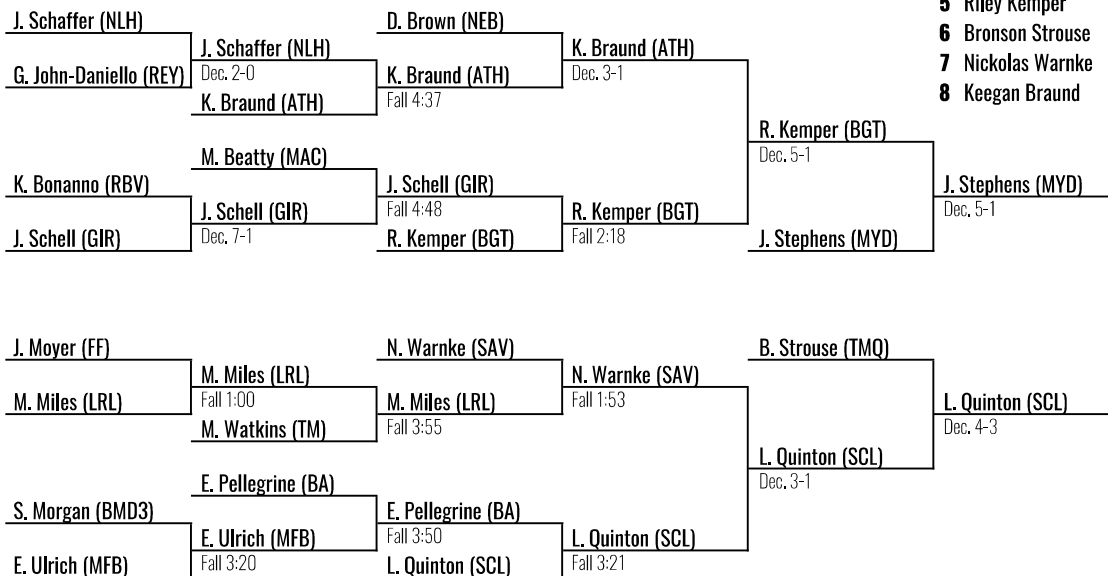 5 Riley Kemper
6 Bronson Strouse
7 Nickolas Warnke
8 Keegan Braund
J. Schaffer (NLH)
G. John-Daniello (REY)
K. Bonanno (RBV)
J. Schell (GIR)
J. Schaffer (NLH)
Dec. 2-0
K. Braund (ATH)
M. Beatty (MAC)
J. Schell (GIR)
Dec. 7-1
D. Brown (NEB)
K. Braund (ATH)
Fall 4:37
J. Schell (GIR)
Fall 4:48
R. Kemper (BGT)
K. Braund (ATH)
Dec. 3-1
R. Kemper (BGT)
Fall 2:18
R. Kemper (BGT)
Dec. 5-1
J. Stephens (MYD)
J. Stephens (MYD)
Dec. 5-1
J. Moyer (FF)
M. Miles (LRL)
S. Morgan (BMD3)
E. Ulrich (MFB)
M. Miles (LRL)
Fall 1:00
M. Watkins (TM)
E. Pellegrine (BA)
E. Ulrich (MFB)
Fall 3:20
N. Warnke (SAV)
M. Miles (LRL)
Fall 3:55
E. Pellegrine (BA)
Fall 3:50
L. Quinton (SCL)
N. Warnke (SAV)
Fall 1:53
L. Quinton (SCL)
Fall 3:21
B. Strouse (TMQ)
L. Quinton (SCL)
Dec. 3-1
L. Quinton (SCL)
Dec. 4-3